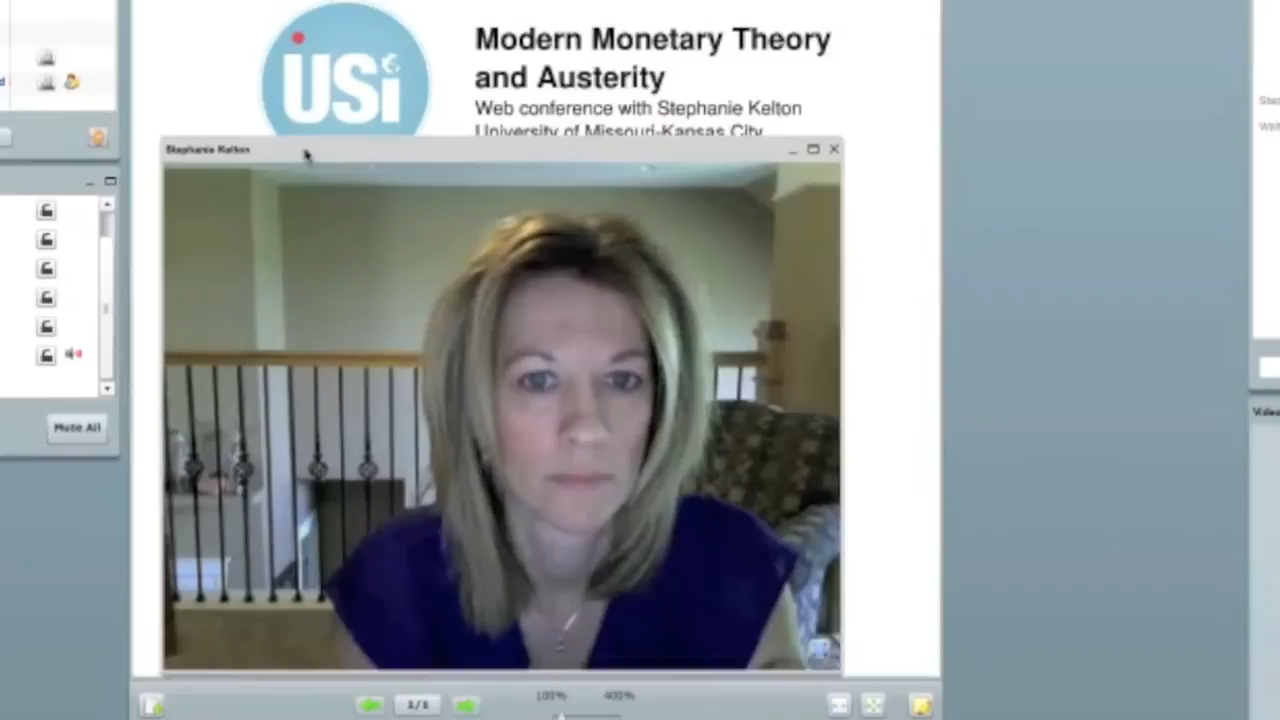 USi
Modern Monetary Theory
and Austerity
Web conference with Stephanie Kelton
University of Missouri-Kansas City
Stephanie Kelton
Mute All
1/1
100%
400%